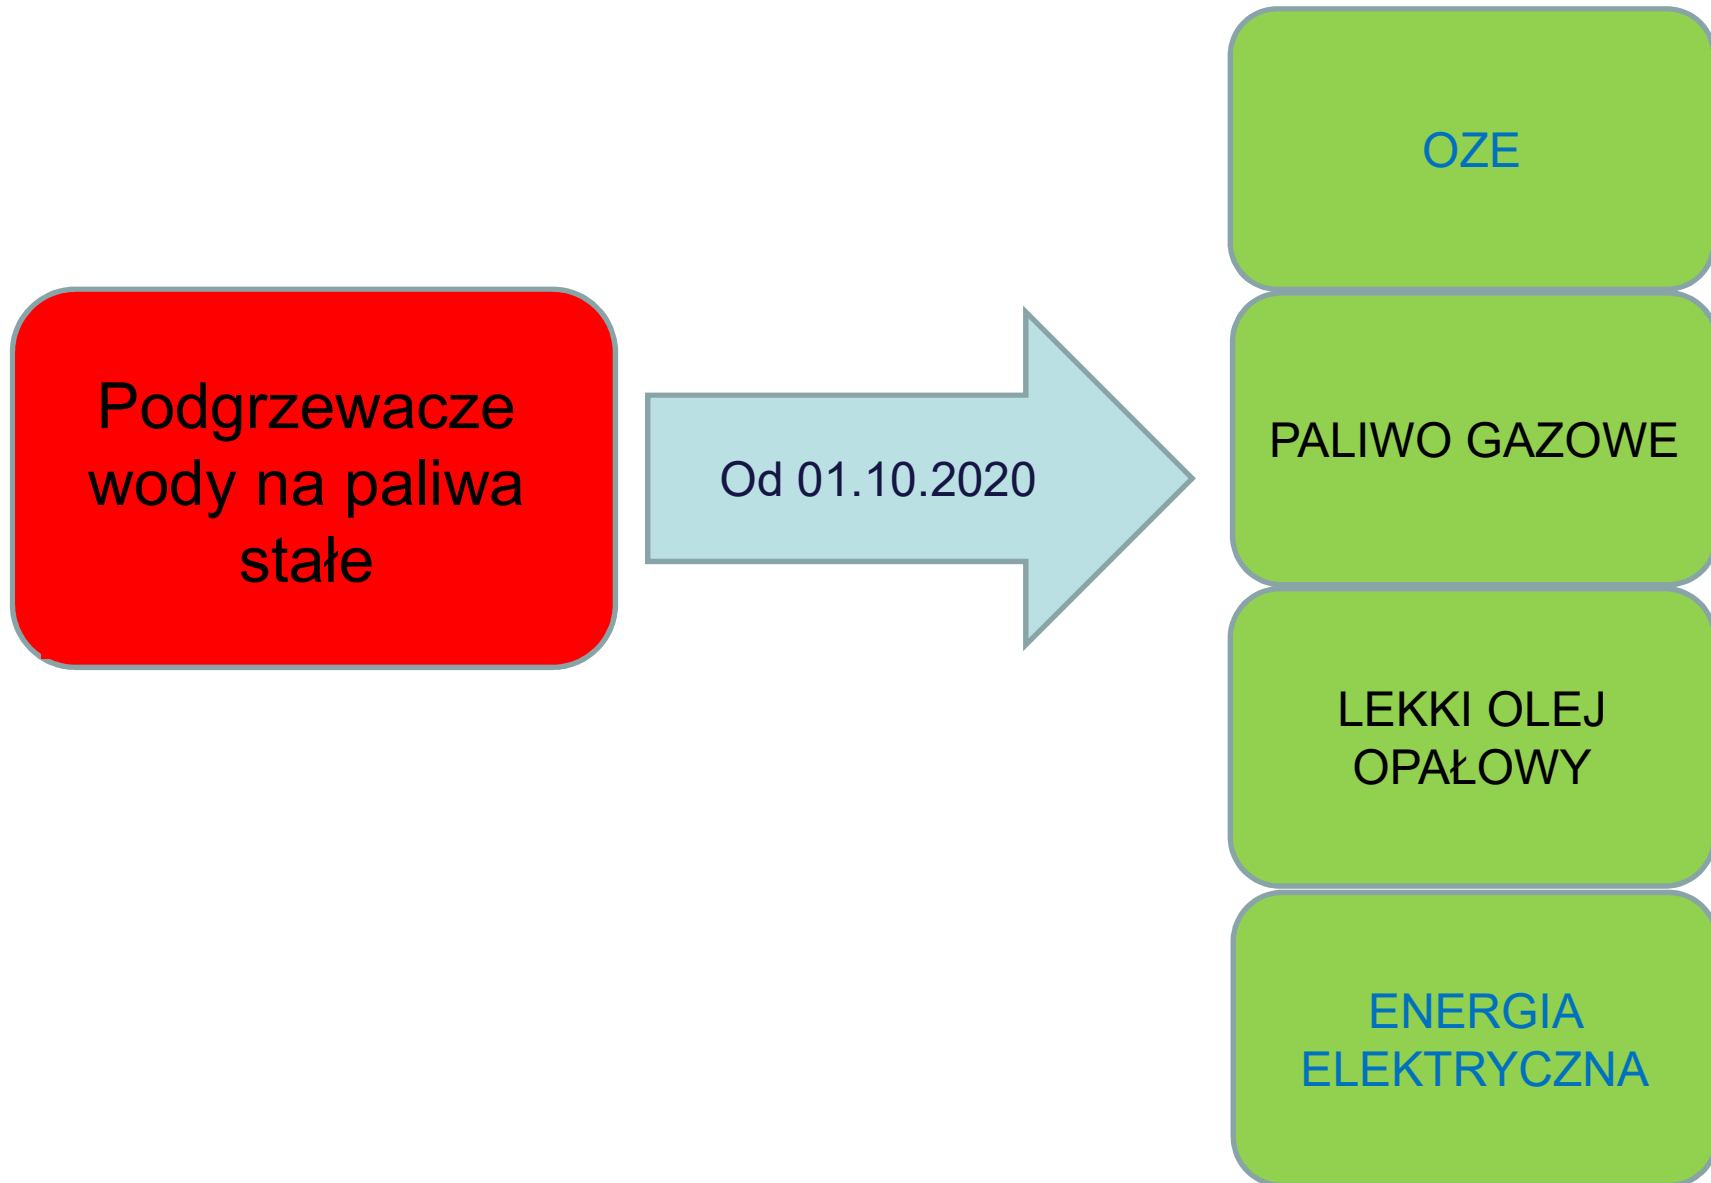 Podgrzewacze
wody na paliwa
stałe
Od 01.10.2020
OZE
PALIWO GAZOWE
LEKKI OLEJ
OPAŁOWY
ENERGIA
ELEKTRYCZNA